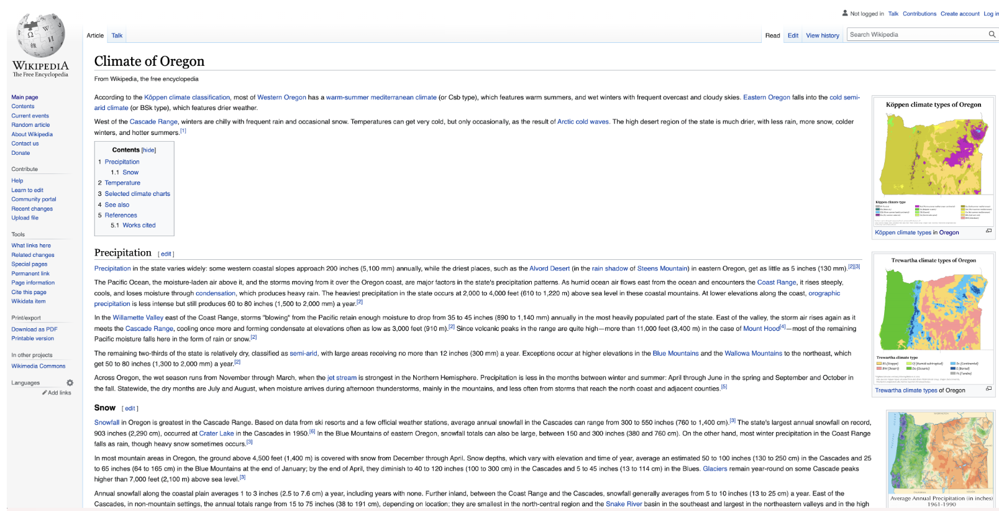 Not logged in Talk Contributions Create account Log in
Article Talk
Read Edit View history Search Wikipedia
WIKIPEDIA
The Free Encyclopedia
Main page
Contents
Current events
Random article
About Wikipedia
Contact us
Donate
Contribute
Help
Learn to edit
Community portal
Recent changes
Upload file
Tools
What links here
Related changes
Special pages
Permanent link
Page information
Cite this page
Wikidata item
Print/export
Download as PDF
Printable version
In other projects
Wikimedia Commons
Languages
Add links
Climate of Oregon
From Wikipedia, the free encyclopedia
According to the Köppen climate classification, most of Western Oregon has a warm-summer mediterranean climate (or Csb type), which features warm summers, and wet winters with frequent overcast and cloudy skies. Eastern Oregon falls into the cold semi-
arid climate (or BSk type), which features drier weather.
West of the Cascade Range, winters are chilly with frequent rain and occasional snow. Temperatures can get very cold, but only occasionally, as the result of Arctic cold waves. The high desert region of the state is much drier, with less rain, more snow, colder
winters, and hotter summers.[1]
Contents [hide]
1 Precipitation
1.1 Snow
2 Temperature
3 Selected climate charts
4 See also
5 References
5.1 Works cited
Precipitation [ edit ]
Precipitation in the state varies widely: some western coastal slopes approach 200 inches (5,100 mm) annually, while the driest places, such as the Alvord Desert (in the rain shadow of Steens Mountain) in eastern Oregon, get as little as 5 inches (130 mm).[2][3]
The Pacific Ocean, the moisture-laden air above it, and the storms moving from it over the Oregon coast, are major factors in the state's precipitation patterns. As humid ocean air flows east from the ocean and encounters the Coast Range, it rises steeply,
cools, and loses moisture through condensation, which produces heavy rain. The heaviest precipitation in the state occurs at 2,000 to 4,000 feet (610 to 1,220 m) above sea level in these coastal mountains. At lower elevations along the coast, orographic
precipitation is less intense but still produces 60 to 80 inches (1,500 to 2,000 mm) a year.[2]
In the Willamette Valley east of the Coast Range, storms "blowing" from the Pacific retain enough moisture to drop from 35 to 45 inches (890 to 1,140 mm) annually in the most heavily populated part of the state. East of the valley, the storm air rises again as it
meets the Cascade Range, cooling once more and forming condensate at elevations often as low as 3,000 feet (910 m).[2] Since volcanic peaks in the range are quite high—more than 11,000 feet (3,400 m) in the case of Mount Hood[4]—most of the remaining
Pacific moisture falls here in the form of rain or snow.[2]
The remaining two-thirds of the state is relatively dry, classified as semi-arid, with large areas receiving no more than 12 inches (300 mm) a year. Exceptions occur at higher elevations in the Blue Mountains and the Wallowa Mountains to the northeast, which
get 50 to 80 inches (1,300 to 2,000 mm) a year.[2]
Across Oregon, the wet season runs from November through March, when the jet stream is strongest in the Northern Hemisphere. Precipitation is less in the months between winter and summer: April through June in the spring and September and October in
the fall. Statewide, the dry months are July and August, when moisture arrives during afternoon thunderstorms, mainly in the mountains, and less often from storms that reach the north coast and adjacent counties.[5]
Snow [ edit ]
Snowfall in Oregon is greatest in the Cascade Range. Based on data from ski resorts and a few official weather stations, average annual snowfall in the Cascades can range from 300 to 550 inches (760 to 1,400 cm).[3] The state's largest annual snowfall on record,
903 inches (2,290 cm), occurred at Crater Lake in the Cascades in 1950.[6] In the Blue Mountains of eastern Oregon, snowfall totals can also be large, between 150 and 300 inches (380 and 760 cm). On the other hand, most winter precipitation in the Coast Range
falls as rain, though heavy snow sometimes occurs.[3]
In most mountain areas in Oregon, the ground above 4,500 feet (1,400 m) is covered with snow from December through April. Snow depths, which vary with elevation and time of year, average an estimated 50 to 100 inches (130 to 250 cm) in the Cascades and 25
to 65 inches (64 to 165 cm) in the Blue Mountains at the end of January; by the end of April, they diminish to 40 to 120 inches (100 to 300 cm) in the Cascades and 5 to 45 inches (13 to 114 cm) in the Blues. Glaciers remain year-round on some Cascade peaks
higher than 7,000 feet (2,100 m) above sea level.[3]
Annual snowfall along the coastal plain averages 1 to 3 inches (2.5 to 7.6 cm) a year, including years with none. Further inland, between the Coast Range and the Cascades, snowfall generally averages from 5 to 10 inches (13 to 25 cm) a year. East of the
Cascades, in non-mountain settings, the annual totals range from 15 to 75 inches (38 to 191 cm), depending on location; they are smallest in the north-central region and the Snake River basin in the southeast and largest in the northeastern valleys and in the high
Köppen climate types of Oregon
Köppen climate type
Köppen climate types in Oregon
Trewartha climate types of Oregon
Trewartha climate type
BS (Steppe) Cf (Humid subtropical) Dc (Continental)
BW (Desert) Do (Oceanic) E (Boreal)
Ft (Tundra)
Trewartha climate types of Oregon
Average Annual Precipitation (in inches)
1961-1990